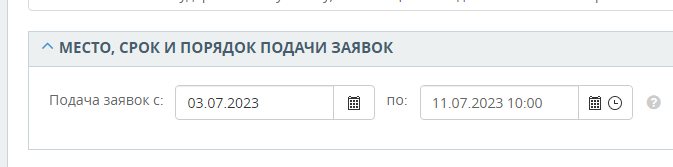 МЕСТО, СРОК И ПОРЯДОК ПОДАЧИ ЗАЯВОК
Подача заявок с: 03.07.2023 по: 11.07.2023 10:00